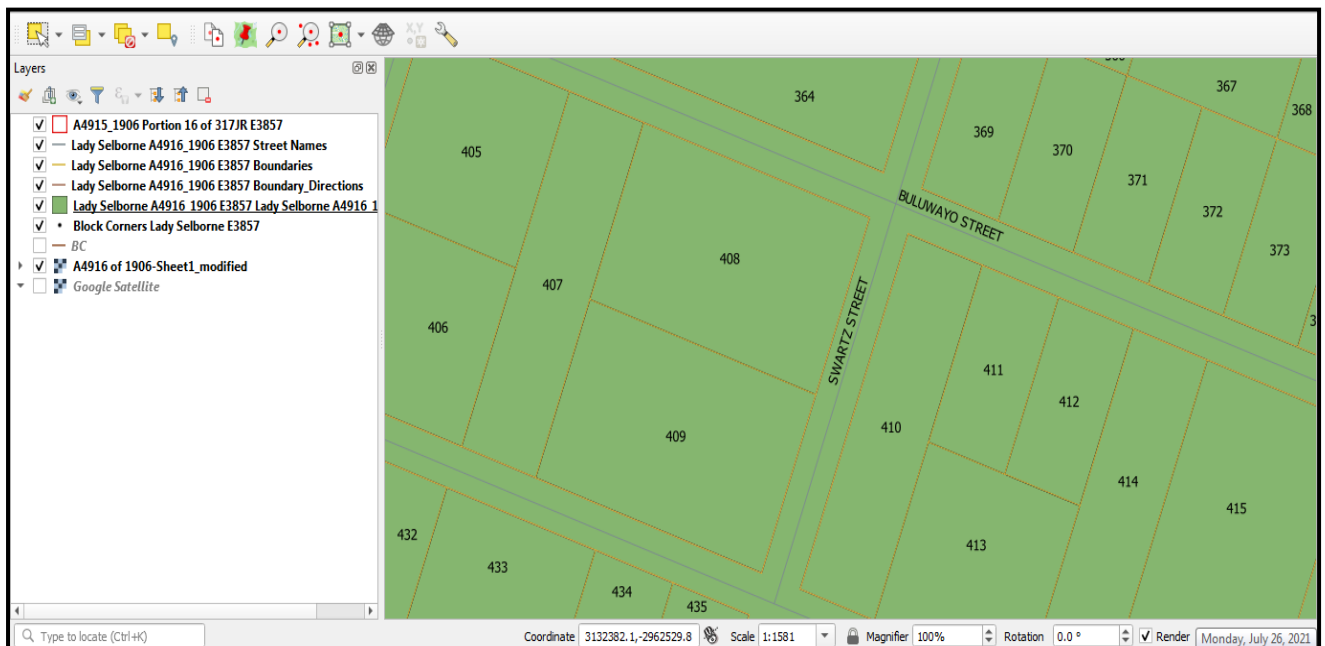 X,Y
Layers
A4915_1906 Portion 16 of 317JR E3857
Lady Selborne A4916_1906 E3857 Street Names
Lady Selborne A4916_1906 E3857 Boundaries
Lady Selborne A4916_1906 E3857 Boundary_Directions
Lady Selborne A4916_1906 E3857 Lady Selborne A4916_1
Block Corners Lady Selborne E3857
BC
A4916 of 1906-Sheet1_modified
Google Satellite
364
367
368
369
370
371
372
373
405
406
407
408
409
BULUWAYO STREET
SWARTZ STREET
410
411
412
413
414
415
432
433
434
435
Type to locate (Ctrl+K)
Coordinate 3132382.1,-2962529.8 Scale 1:1581 Magnifier 100% Rotation 0.0 ° Render Monday, July 26, 2021